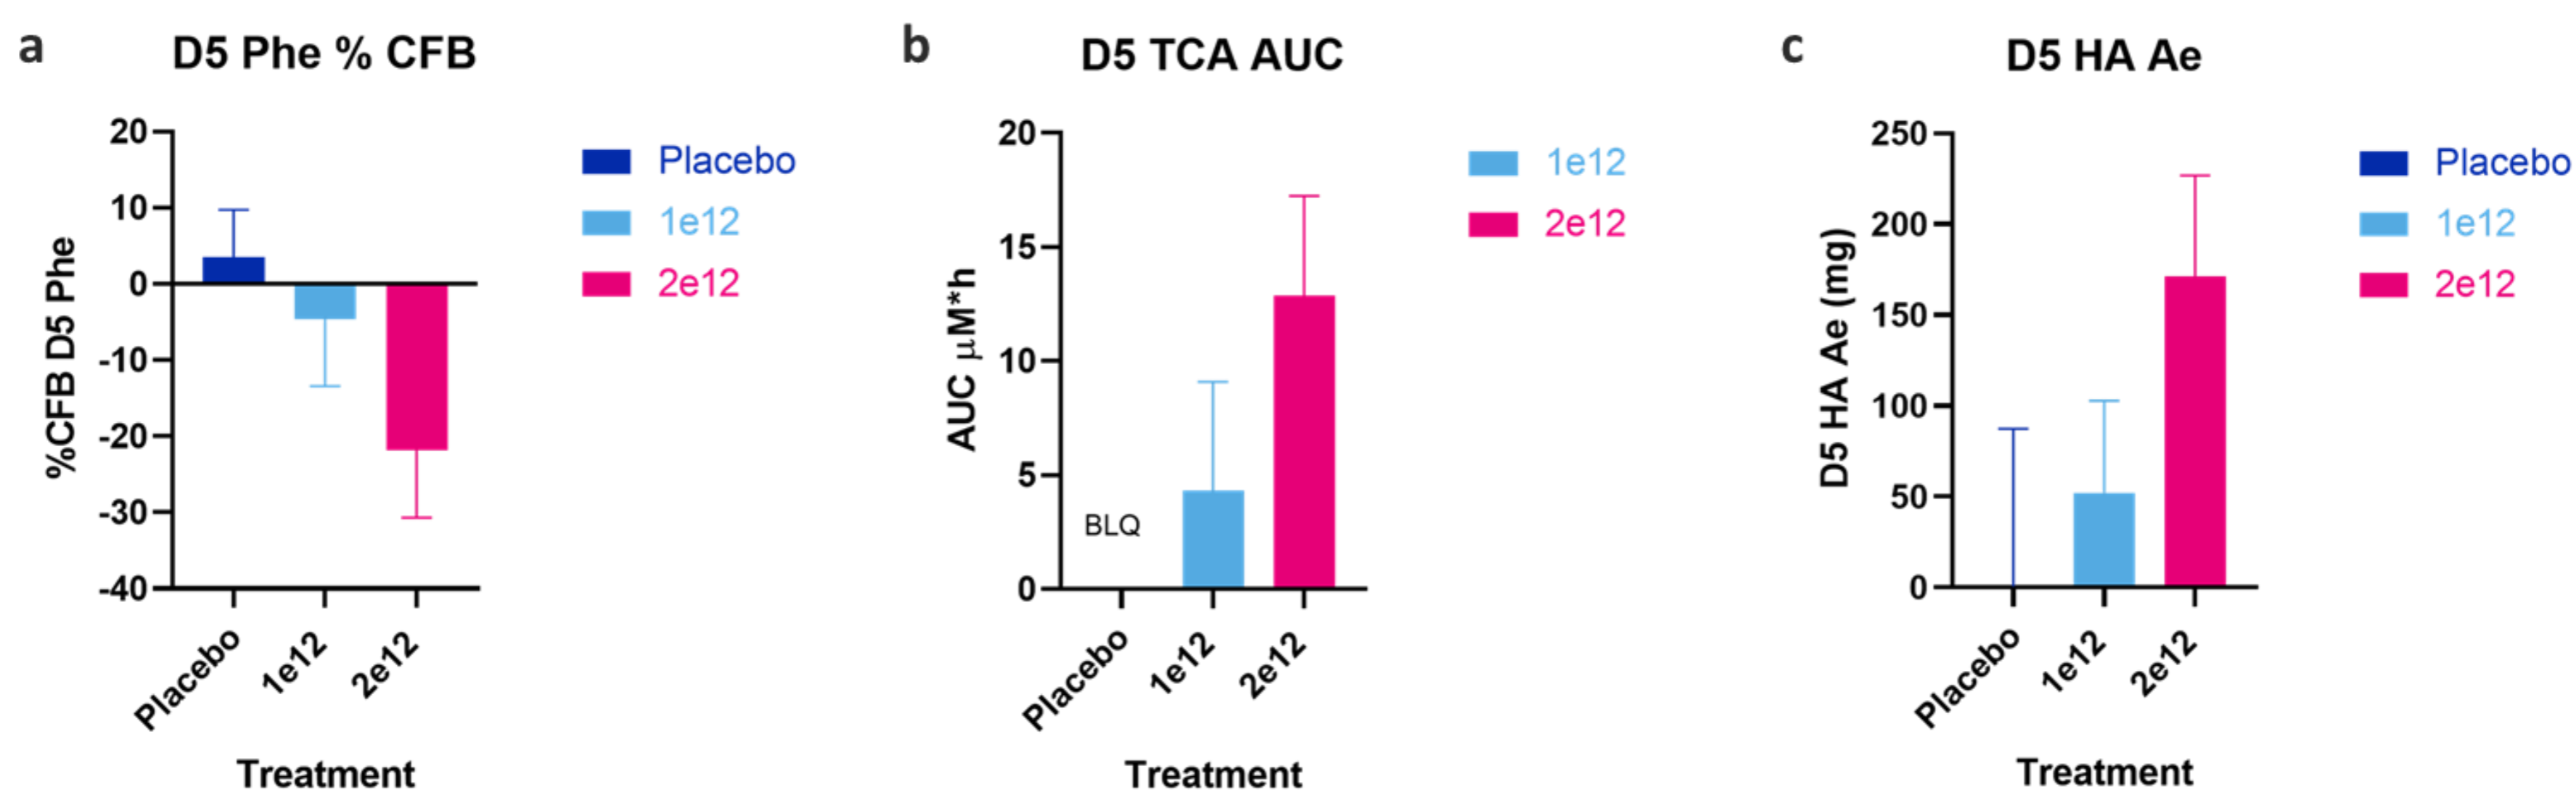 a
D5 Phe % CFB
%CFB D5 Phe
20
10
0
-10
-20
-30
-40
Placebo
1e12
2e12
Treatment
Placebo
1e12
2e12
b
D5 TCA AUC
AUC μM*h
20
15
10
5
0
BLQ
Placebo
1e12
2e12
Treatment
1e12
2e12
c
D5 HA Ae
D5 HA Ae (mg)
250
200
150
100
50
0
Placebo
1e12
2e12
Treatment
Placebo
1e12
2e12